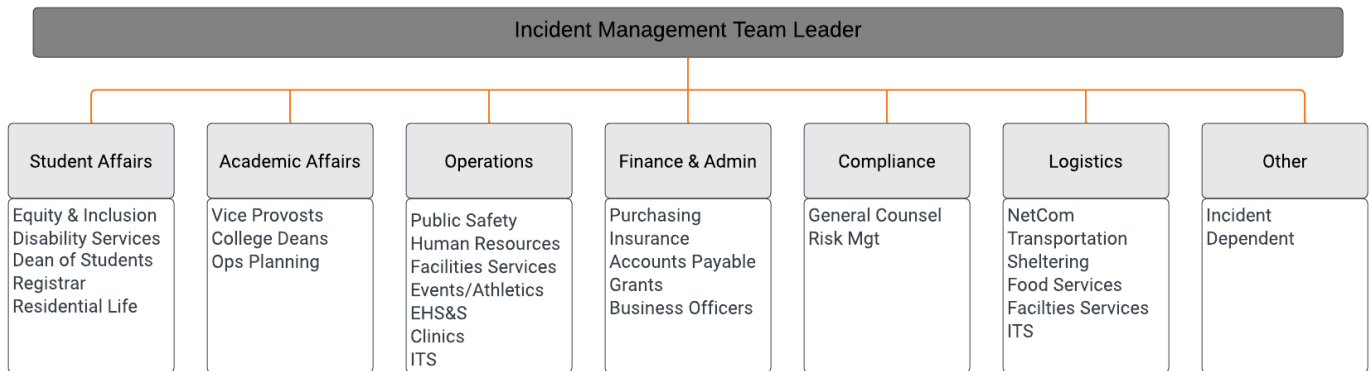 Incident Management Team Leader
Student Affairs
Equity & Inclusion
Disability Services
Dean of Students
Registrar
Residential Life
Academic Affairs
Vice Provosts
College Deans
Ops Planning
Operations
Public Safety
Human Resources
Facilities Services
Events/Athletics
EHS&S
Clinics
ITS
Finance & Admin
Purchasing
Insurance
Accounts Payable
Grants
Business Officers
Compliance
General Counsel
Risk Mgt
Logistics
NetCom
Transportation
Sheltering
Food Services
Facilties Services
ITS
Other
Incident
Dependent